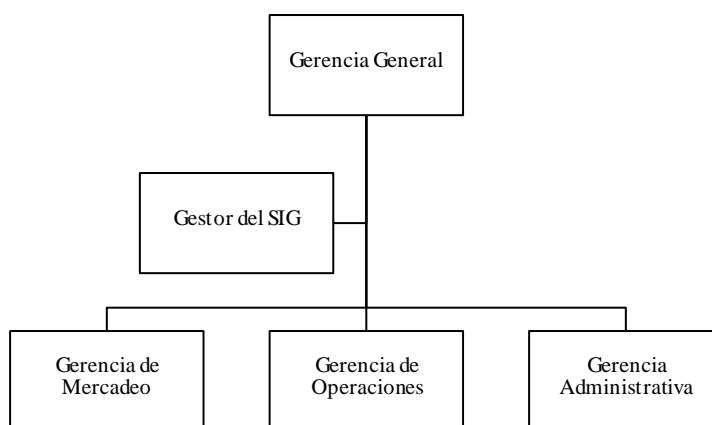 Gerencia General
Gestor del SIG
Gerencia de
Mercadeo
Gerencia de
Operaciones
Gerencia
Administrativa